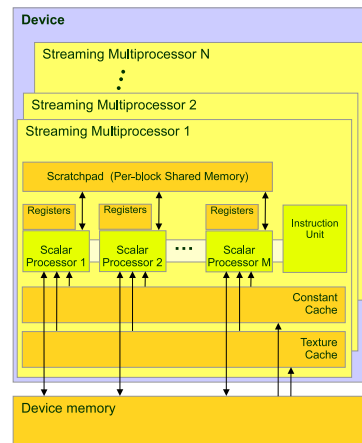 Device
Streaming Multiprocessor N
Streaming Multiprocessor 2
Streaming Multiprocessor 1
Scratchpad (Per-block Shared Memory)
Registers
Registers
Registers
Scalar
Processor 1
Scalar
Processor 2
Scalar
Processor M
Instruction
Unit
Constant
Cache
Texture
Cache
Device memory